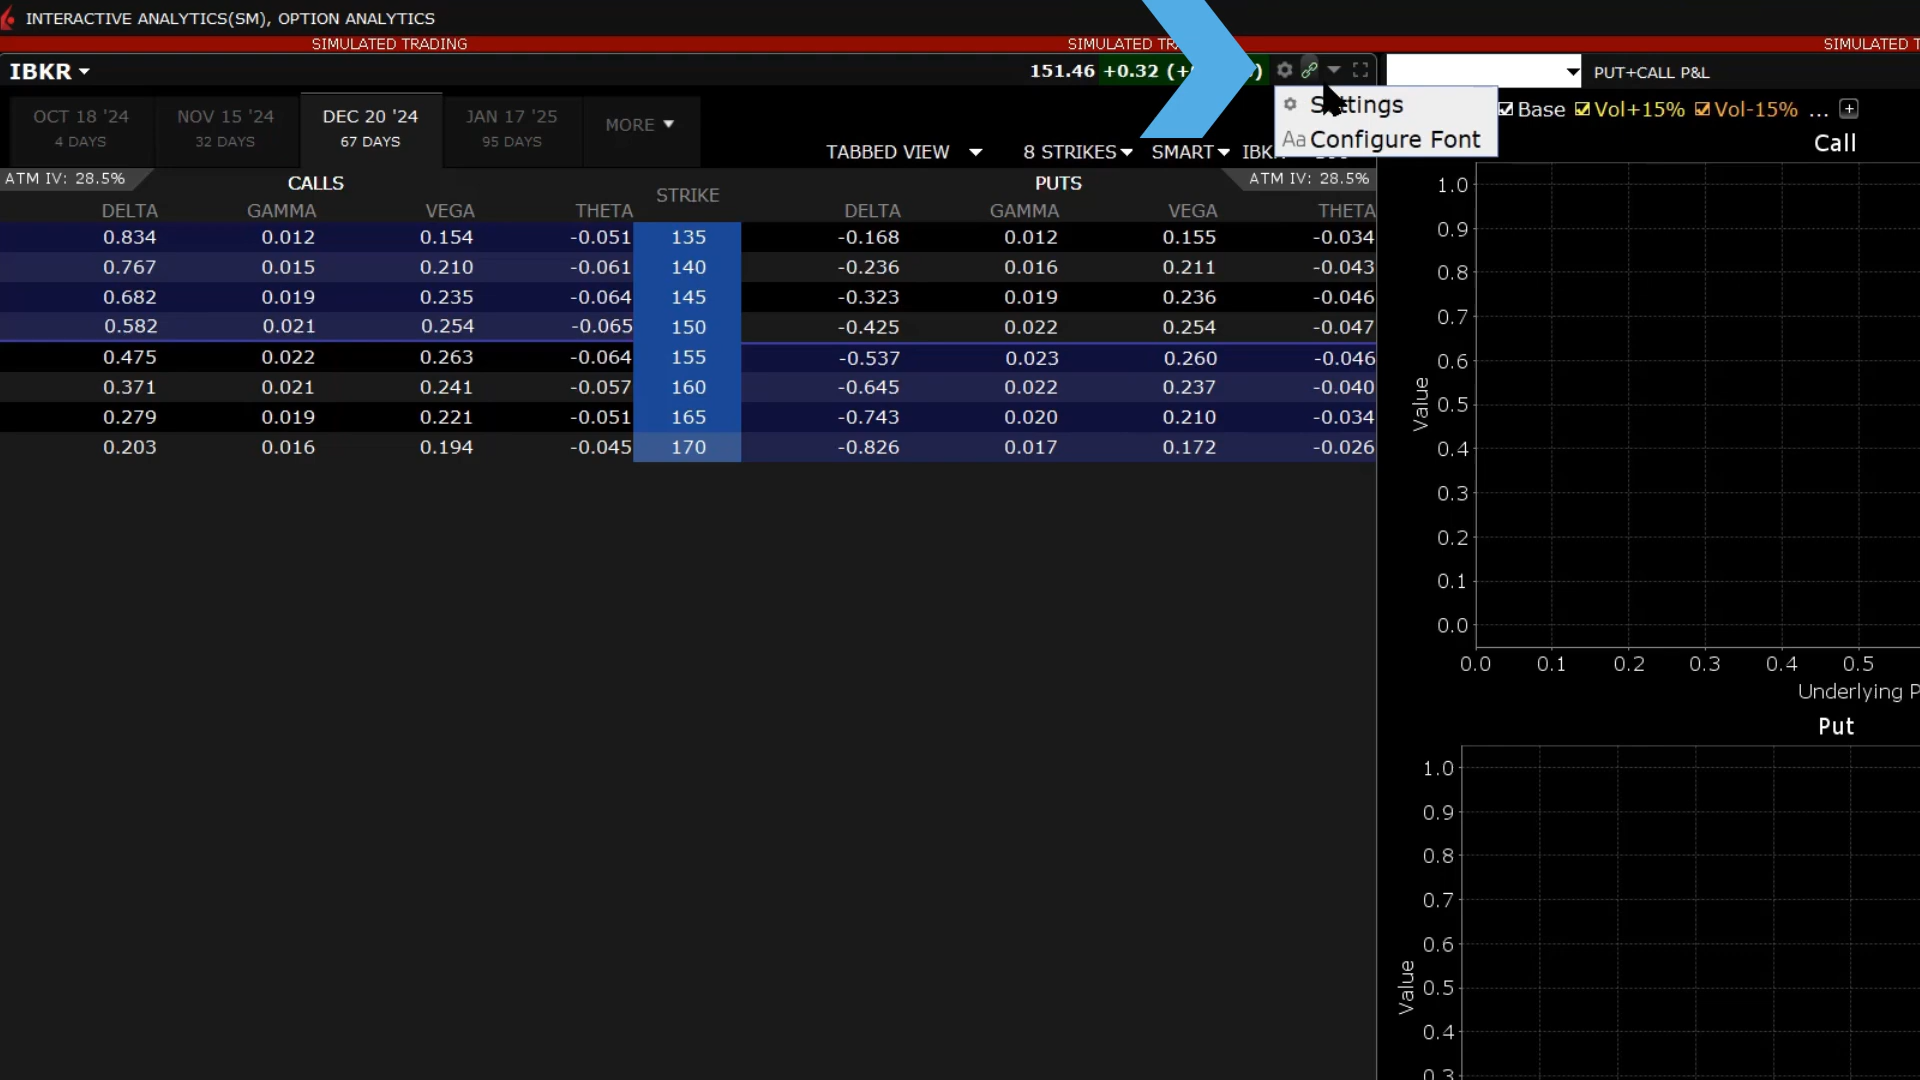 INTERACTIVE ANALYTICS(SM), OPTION ANALYTICS
SIMULATED TRADING SIMULATED SIMULATED
IBKR 151.46 +0.32 PUT+CALL P&L
Settings
Aa Configure Font
Base Vol+15% Vol-15% ...
OCT 18 '24 NOV 15 '24 DEC 20 '24 JAN 17 '25 MORE
4 DAYS 32 DAYS 67 DAYS 95 DAYS
TABBED VIEW 8 STRIKES SMART
ATM IV: 28.5% CALLS STRIKE PUTS ATM IV: 28.5%
DELTA GAMMA VEGA THETA DELTA GAMMA VEGA THETA
0.834 0.012 0.154 -0.051 135 -0.168 0.012 0.155 -0.034
0.767 0.015 0.210 -0.061 140 -0.236 0.016 0.211 -0.043
0.682 0.019 0.235 -0.064 145 -0.323 0.019 0.236 -0.046
0.582 0.021 0.254 -0.065 150 -0.425 0.022 0.254 -0.047
0.475 0.022 0.263 -0.064 155 -0.537 0.023 0.260 -0.046
0.371 0.021 0.241 -0.057 160 -0.645 0.022 0.237 -0.040
0.279 0.019 0.221 -0.051 165 -0.743 0.020 0.210 -0.034
0.203 0.016 0.194 -0.045 170 -0.826 0.017 0.172 -0.026
Call
1.0
0.9
0.8
0.7
0.6
0.5
0.4
0.3
0.2
0.1
0.0
Value
0.0 0.1 0.2 0.3 0.4 0.5
Underlying
Put
1.0
0.9
0.8
0.7
0.6
0.5
0.4
0.3
Value